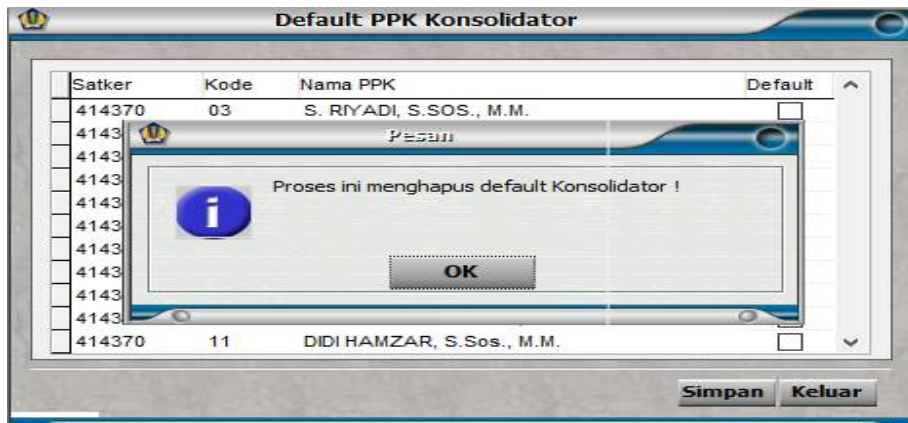 Default PPK Konsolidator
Satker Kode Nama PPK Default
414370 03 S. RIYADI, S.SOS., M.M.
4143
Pesan
4143
4143
Proses ini menghapus default Konsolidator !
4143
i
4143
4143
4143
OK
4143
4143
414370 11 DIDI HAMZAR, S.Sos., M.M.
Simpan Keluar